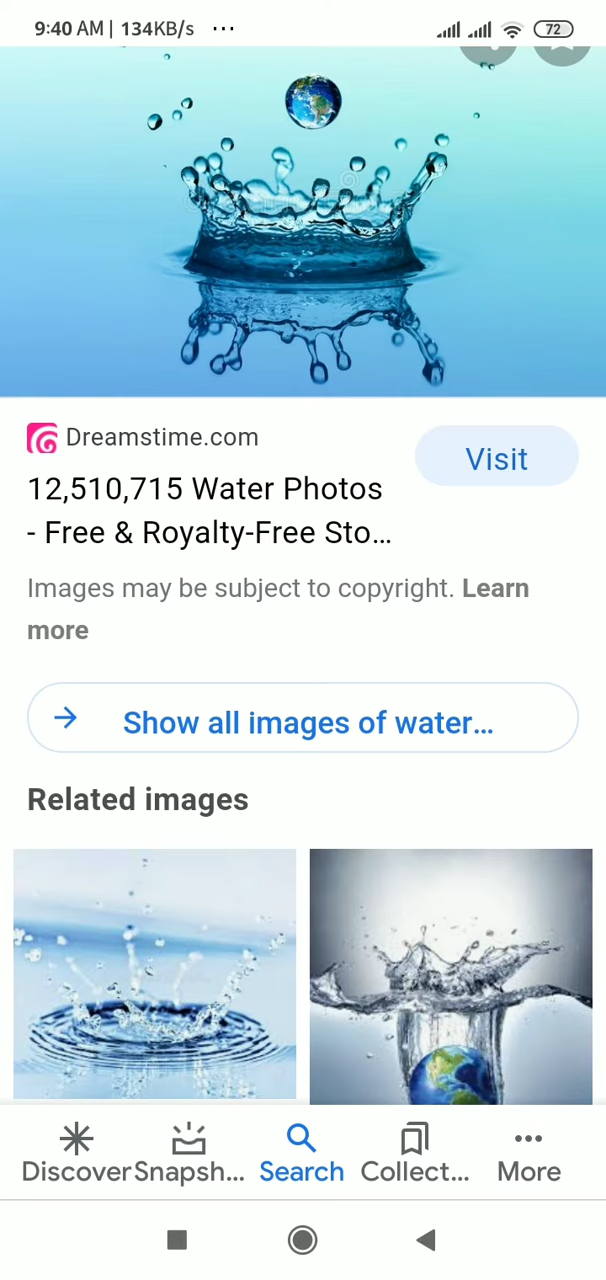 9:40 AM | 134KB/s ...
72
Dreamstime.com
Visit
12,510,715 Water Photos
- Free & Royalty-Free Sto...
Images may be subject to copyright. Learn
more
Show all images of water...
Related images
Discover Snapsh... Search Collect... More